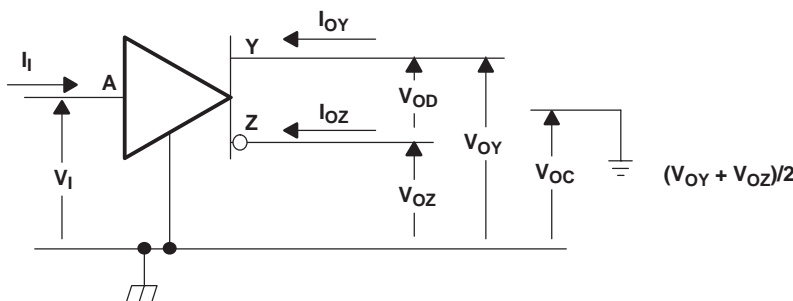 I_OY
I_I
A
Y
V_OD
Z
I_OZ
V_OY
V_I
V_OZ
V_OC
(V_OY + V_OZ)/2